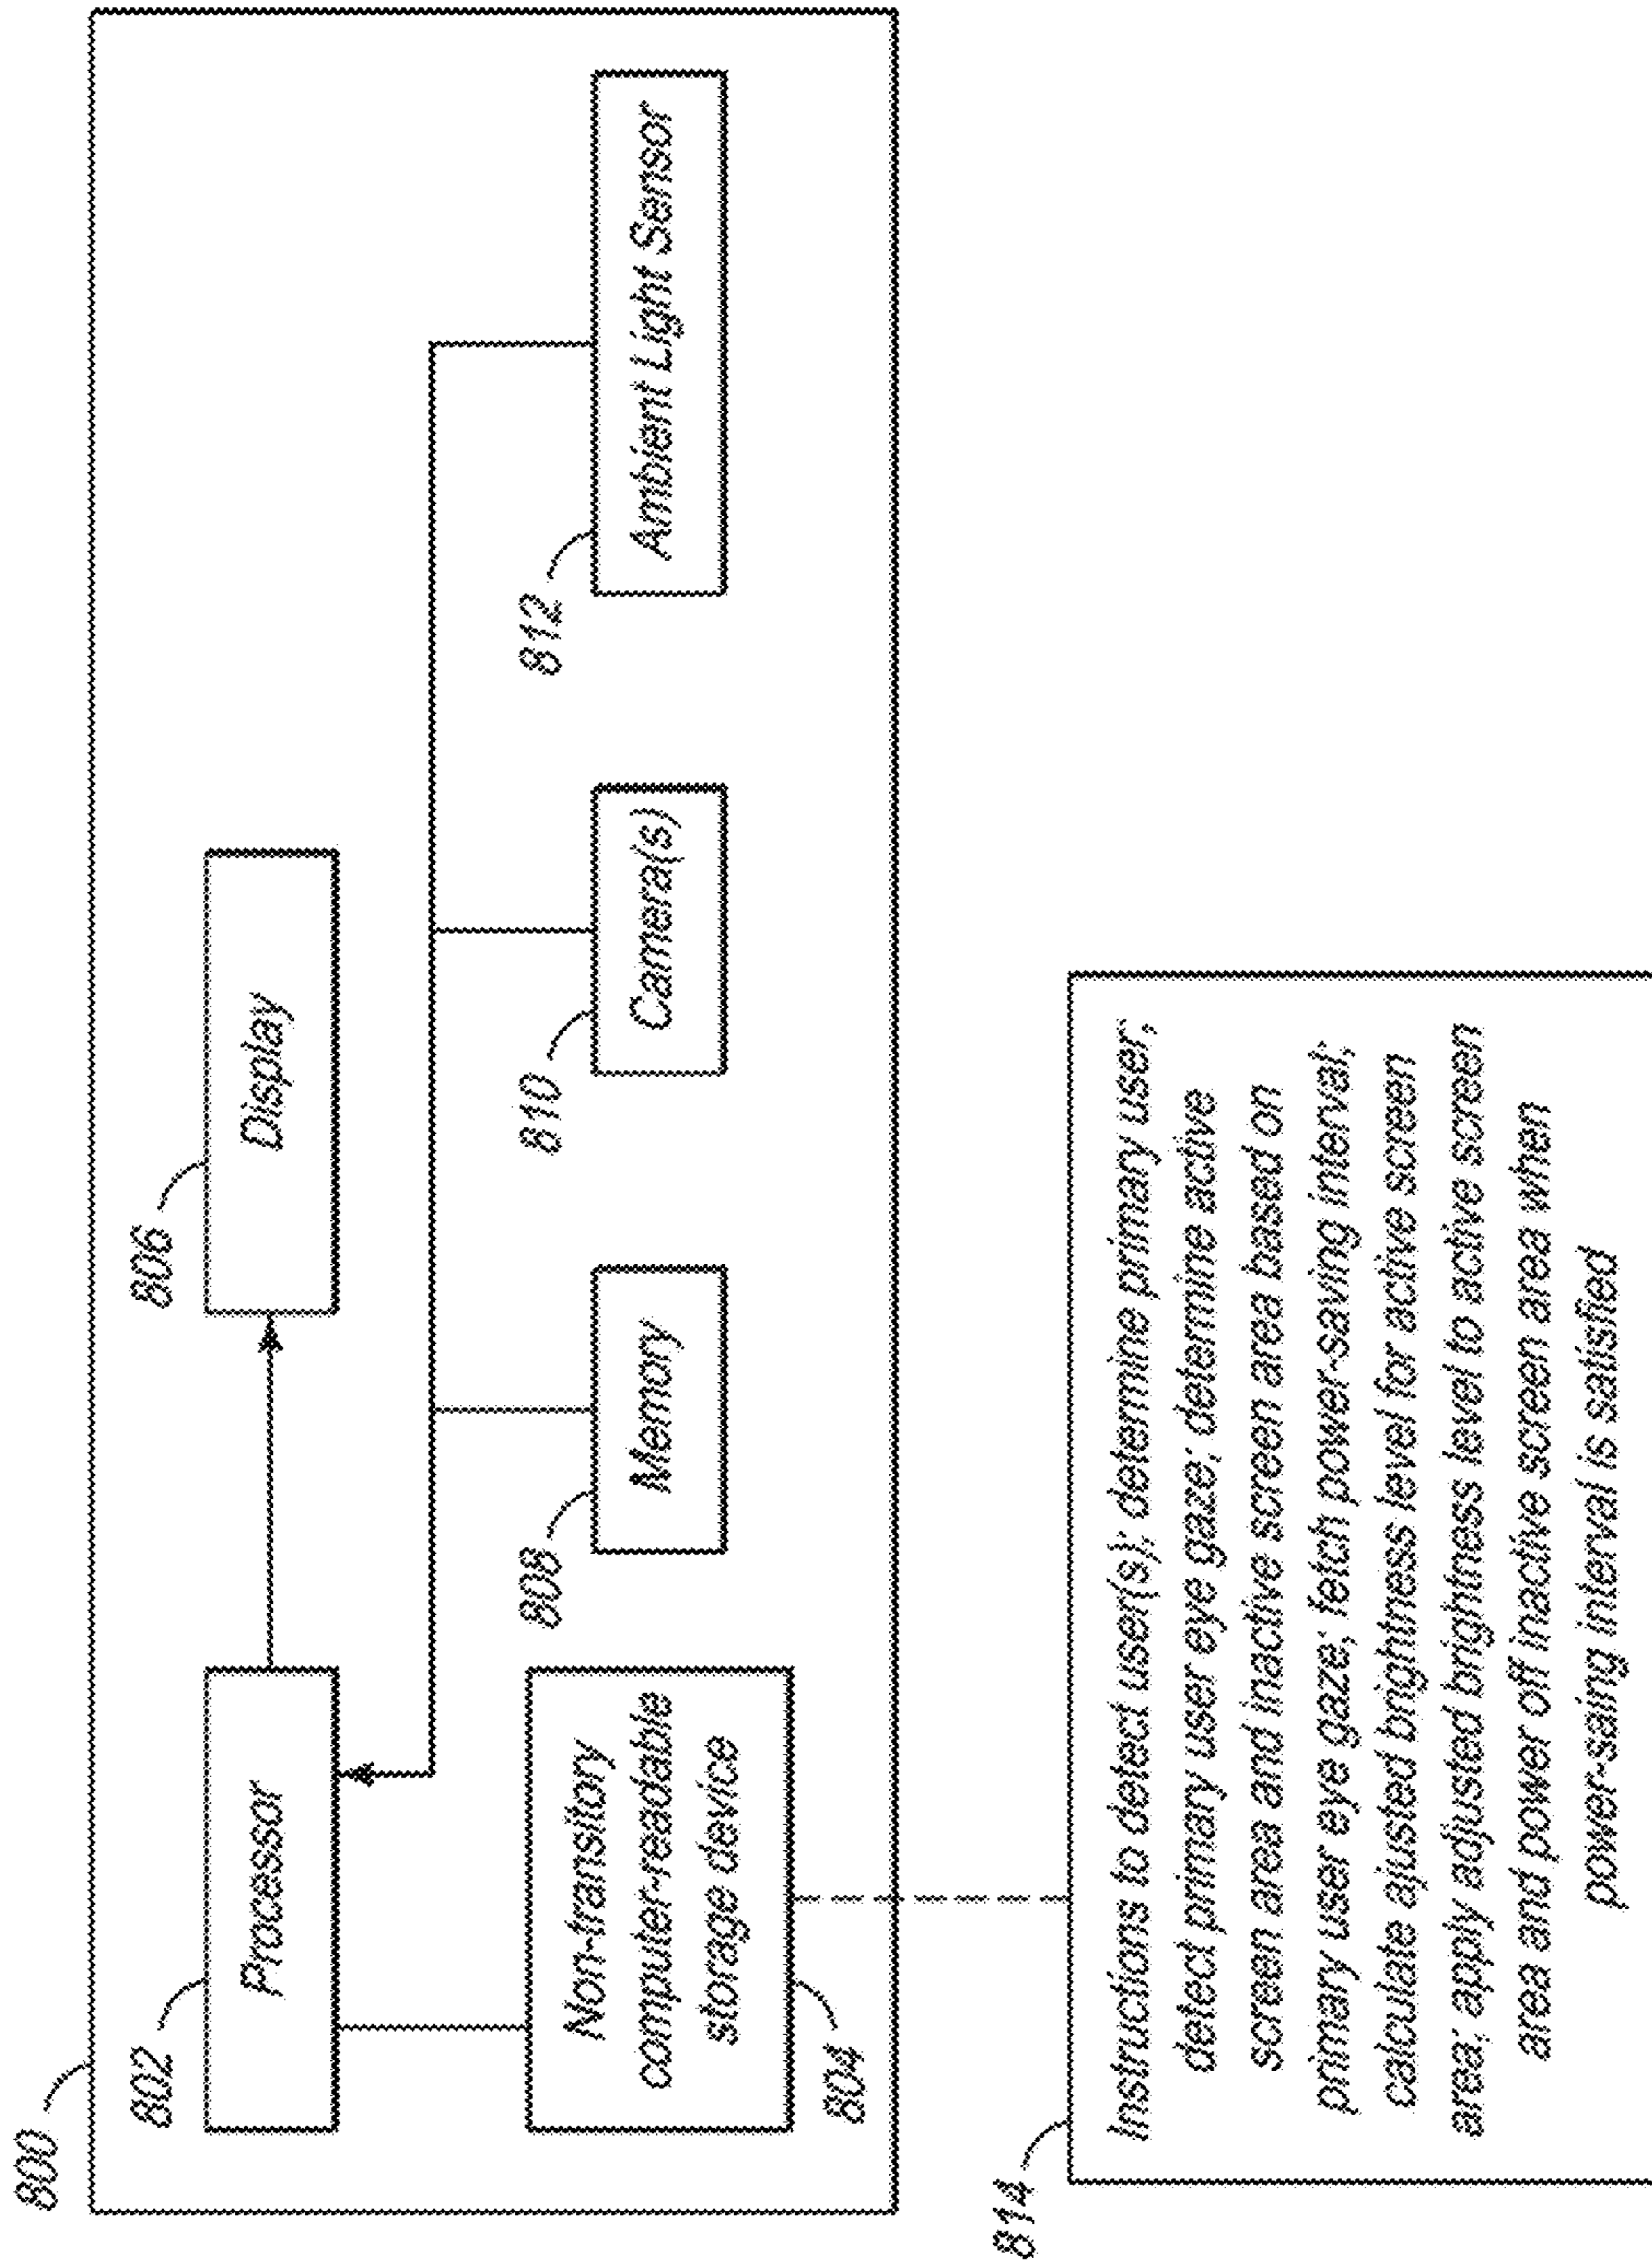 800
802
Processor
806
Display
Non-transitory
computer-readable
storage device
804
808
Memory
810
Camera(s)
812
Ambient Light Sensor
814
Instructions to detect user(s); determine primary user;
detect primary user eye gaze; determine active
screen area and inactive screen area based on
primary user eye gaze; fetch power-saving interval;
calculate ajusted brightness level for active screen
area; apply adjusted brightness level to active screen
area and power off inactive screen area when
power-saing interval is satisfied